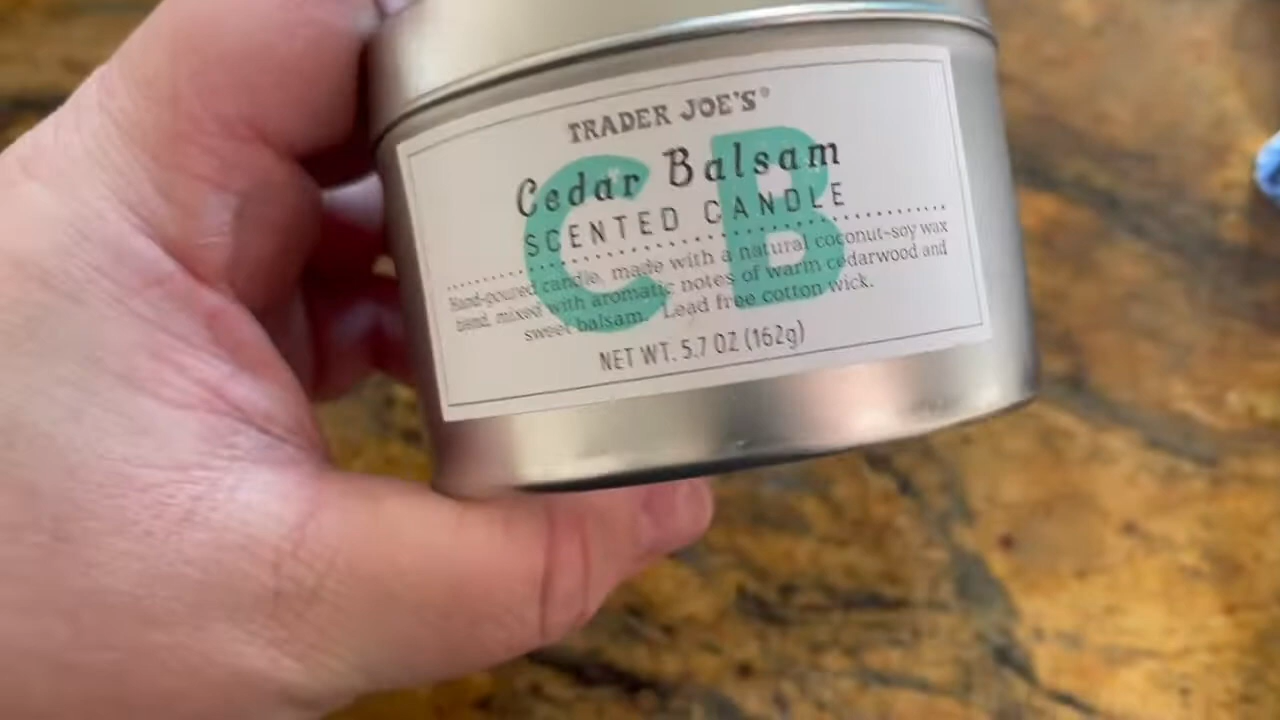 TRADER JOE'S®
CB
Cedar Balsam
SCENTED CANDLE
Hand-poured candle, made with a natural coconut-soy wax
blend, mixed with aromatic notes of warm cedarwood and
sweet balsam. Lead free cotton wick.
NET WT. 5.7 OZ (162g)